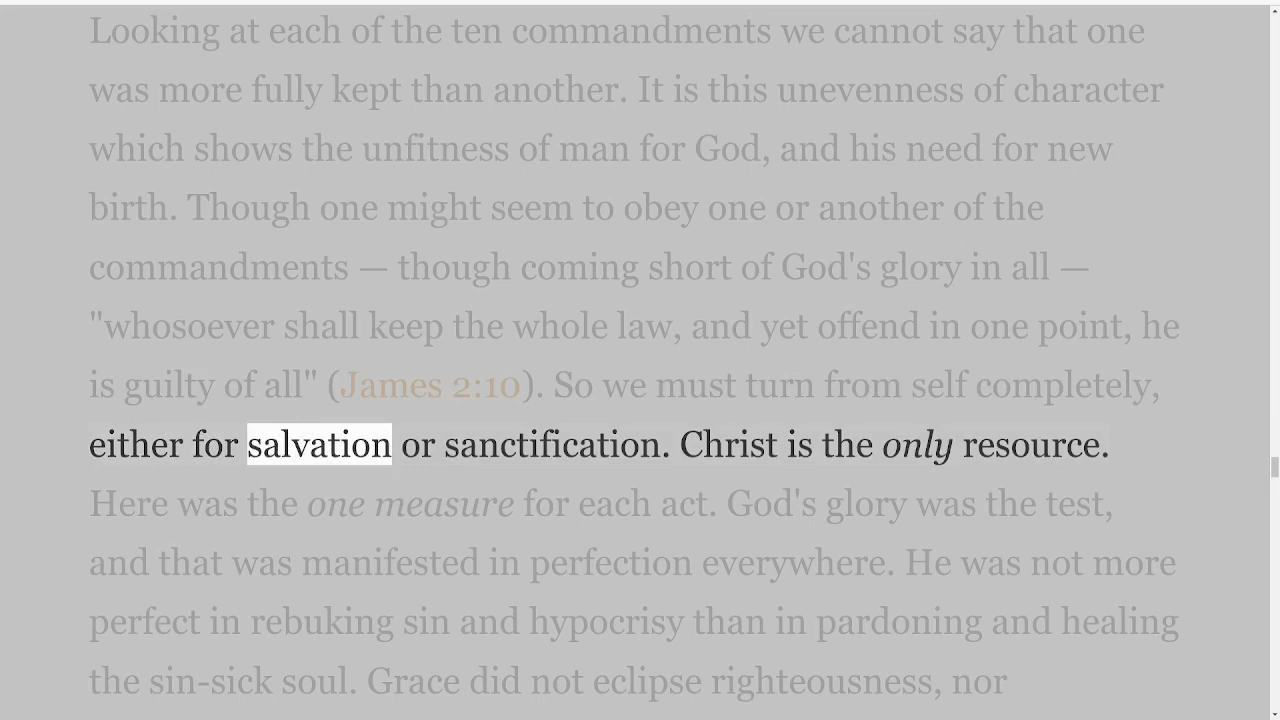 Looking at each of the ten commandments we cannot say that one
was more fully kept than another. It is this unevenness of character
which shows the unfitness of man for God, and his need for new
birth. Though one might seem to obey one or another of the
commandments — though coming short of God's glory in all —
"whosoever shall keep the whole law, and yet offend in one point, he
is guilty of all" (James 2:10). So we must turn from self completely,
either for salvation or sanctification. Christ is the only resource.
Here was the one measure for each act. God's glory was the test,
and that was manifested in perfection everywhere. He was not more
perfect in rebuking sin and hypocrisy than in pardoning and healing
the sin-sick soul. Grace did not eclipse righteousness, nor